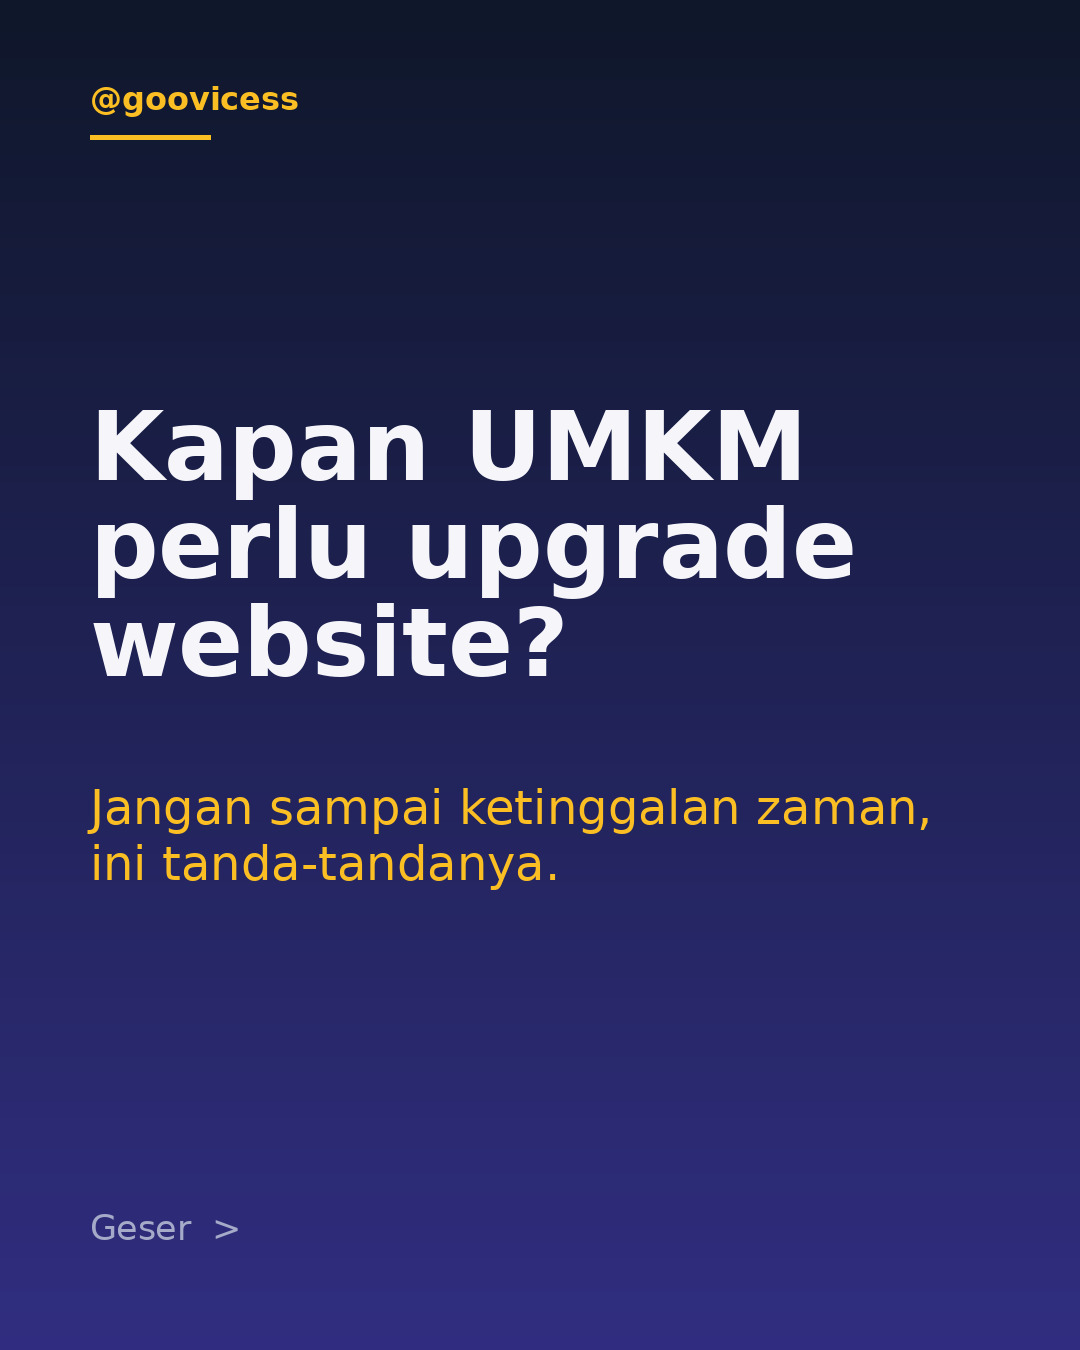 @goovicess
Kapan UMKM
perlu upgrade
website?
Jangan sampai ketinggalan zaman,
ini tanda-tandanya.
Geser >